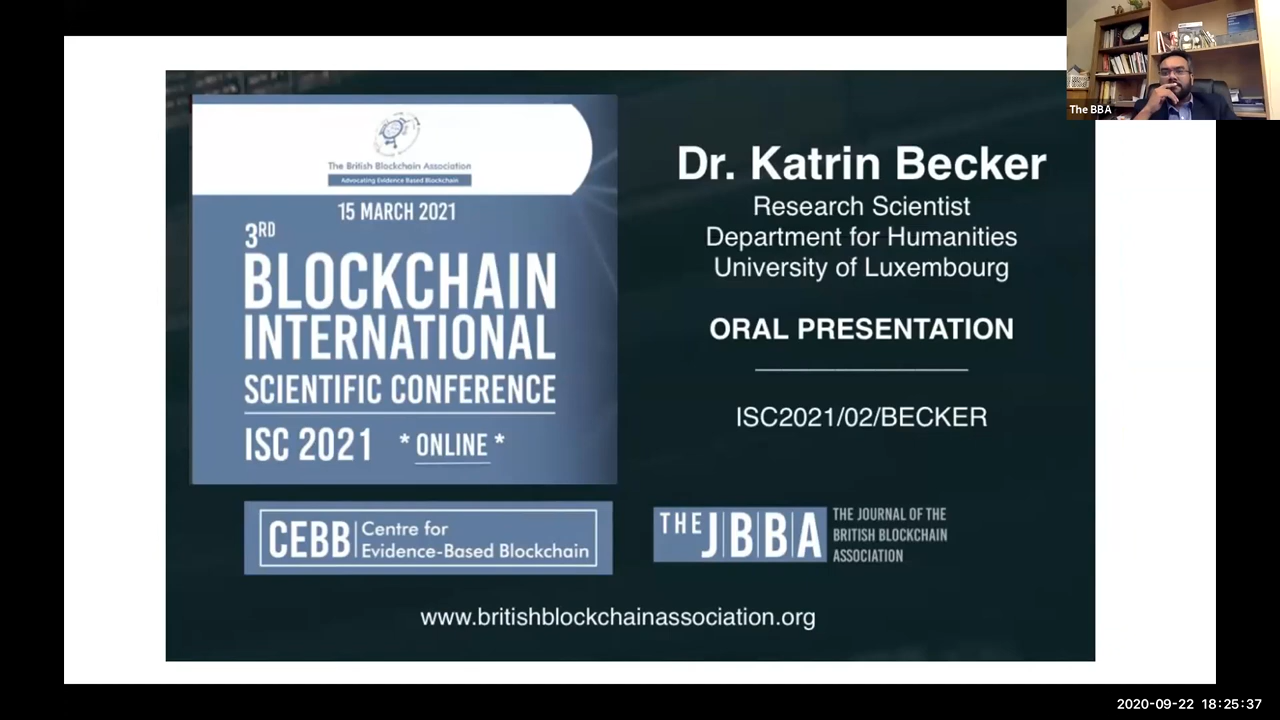 The British Blockchain Association
Advocating Evidence Based Blockchain
15 MARCH 2021
3RD
BLOCKCHAIN
INTERNATIONAL
SCIENTIFIC CONFERENCE
ISC 2021 * ONLINE *
Dr. Katrin Becker
Research Scientist
Department for Humanities
University of Luxembourg
ORAL PRESENTATION
ISC2021/02/BECKER
CEBB Centre for
Evidence-Based Blockchain
THE JBBA THE JOURNAL OF THE
BRITISH BLOCKCHAIN
ASSOCIATION
www.britishblockchainassociation.org
The BBA
2020-09-22 18:25:37